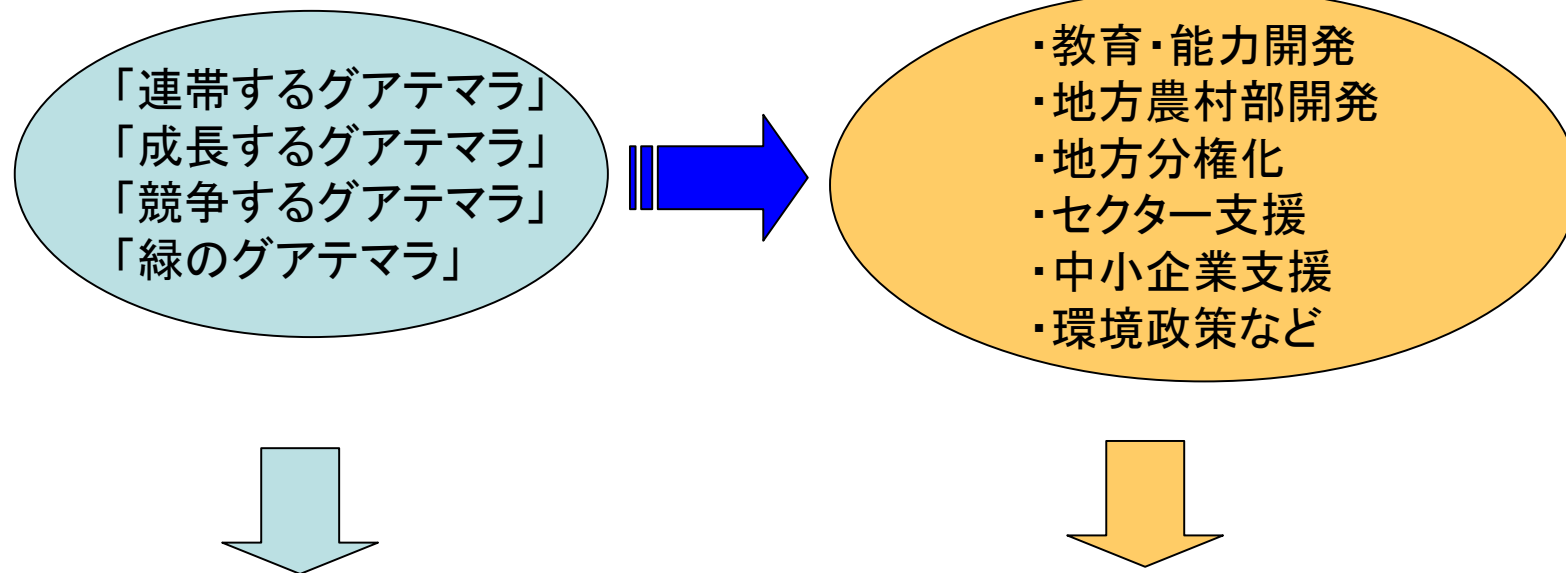 「連帯するグアテマラ」
「成長するグアテマラ」
「競争するグアテマラ」
「緑のグアテマラ」
・教育・能力開発
・地方農村部開発
・地方分権化
・セクター支援
・中小企業支援
・環境政策など